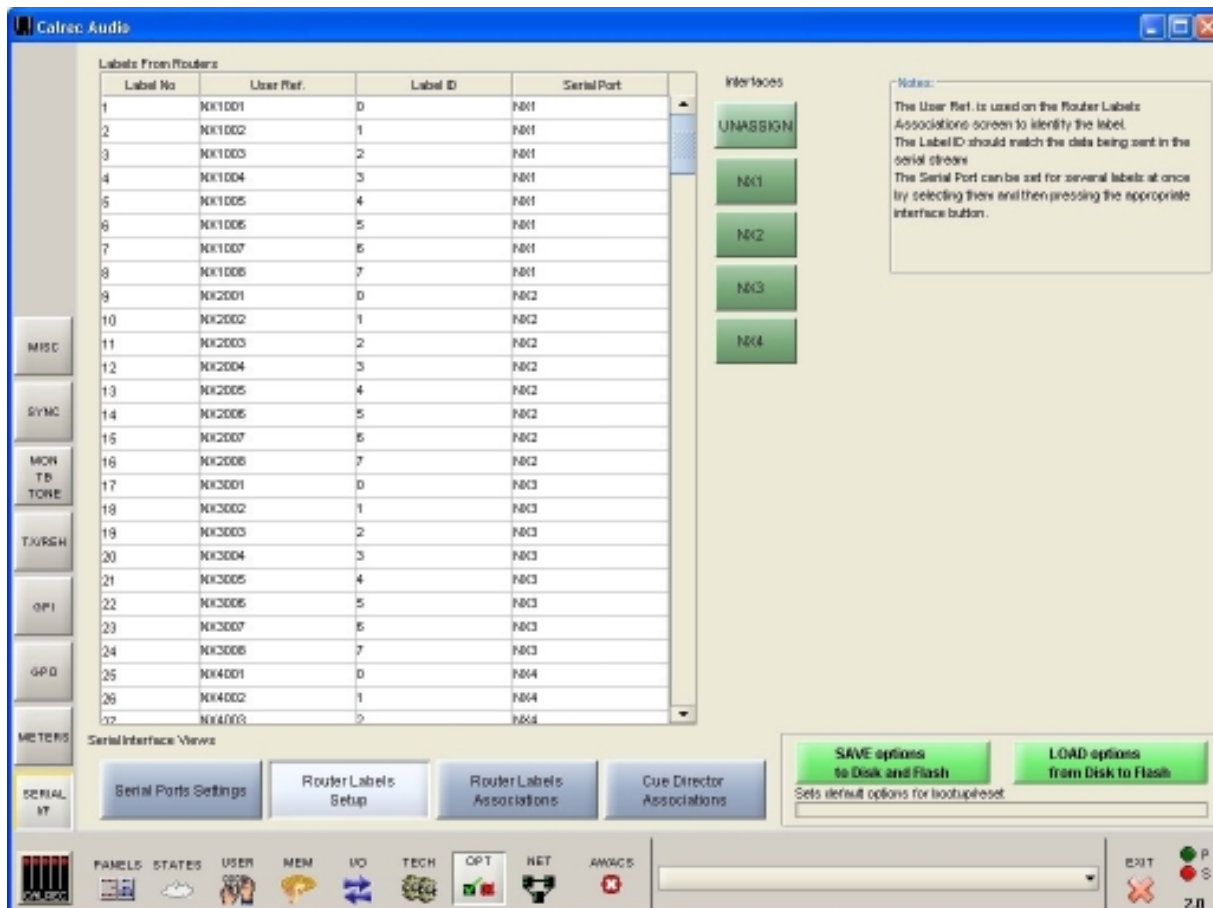 Calrec Audio
Labels From Routers
Label No User Ref. Label ID Serial Port
1 NX1001 0 NX1
2 NX1002 1 NX1
3 NX1003 2 NX1
4 NX1004 3 NX1
5 NX1005 4 NX1
6 NX1006 5 NX1
7 NX1007 6 NX1
8 NX1008 7 NX1
9 NX2001 0 NX2
10 NX2002 1 NX2
11 NX2003 2 NX2
12 NX2004 3 NX2
13 NX2005 4 NX2
14 NX2006 5 NX2
15 NX2007 6 NX2
16 NX2008 7 NX2
17 NX3001 0 NX3
18 NX3002 1 NX3
19 NX3003 2 NX3
20 NX3004 3 NX3
21 NX3005 4 NX3
22 NX3006 5 NX3
23 NX3007 6 NX3
24 NX3008 7 NX3
25 NX4001 0 NX4
26 NX4002 1 NX4
27 NX4003 2 NX4
Interfaces
UNASSIGN
NX1
NX2
NX3
NX4
Notes:
The User Ref. is used on the Router Labels
Associations screen to identify the label.
The Label ID should match the data being sent in the
serial stream
The Serial Port can be set for several labels at once
by selecting them and then pressing the appropriate
interface button.
MISC
SYNC
MON
TB
TONE
TX/REH
GPI
GPO
METERS
SERIAL
I/F
Serial Interface Views
Serial Ports Settings
Router Labels
Setup
Router Labels
Associations
Cue Director
Associations
SAVE options
to Disk and Flash
LOAD options
from Disk to Flash
Sets default options for bootup/reset
CALREC
PANELS STATES USER MEM I/O TECH OPT NET AWACS
EXIT
P
S
2.0